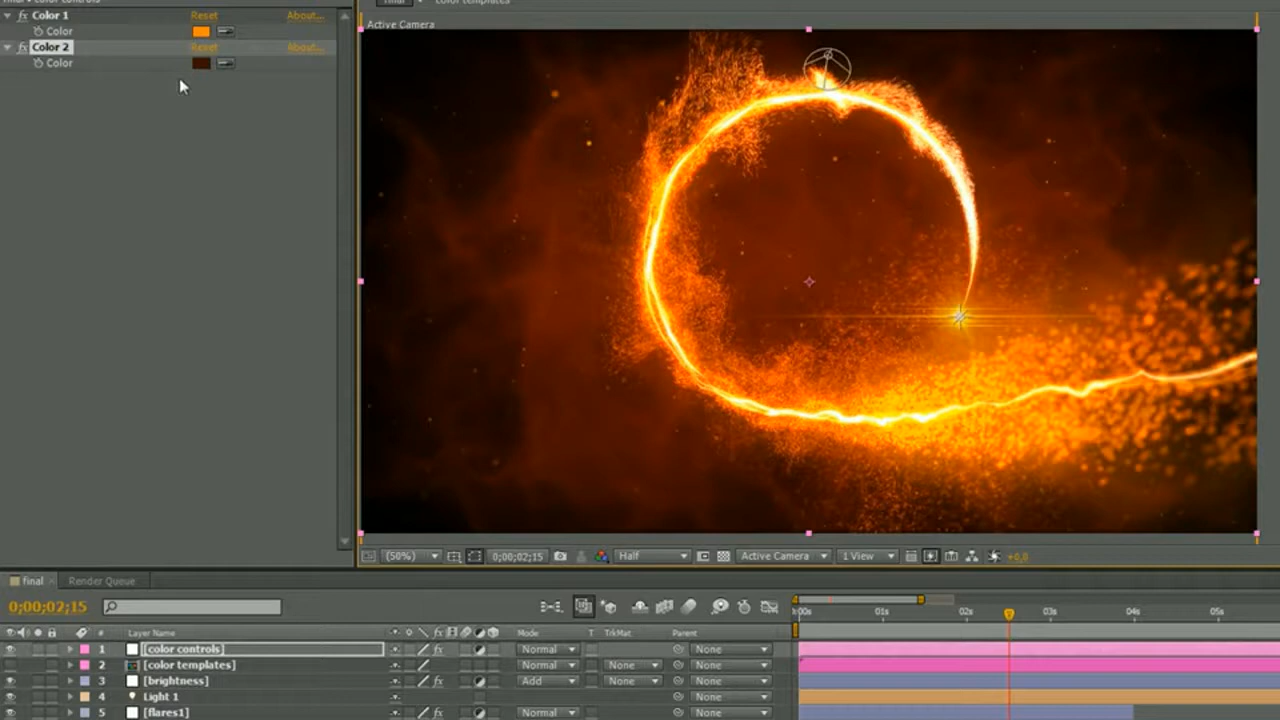 Color 1 Reset About...
Color
Color 2 Reset About...
Color
final color templates
Active Camera
(50%) 0;00;02;15 Half Active Camera 1 View +0.0
final Render Queue
0;00;02;15
:00s 01s 02s 03s 04s 05s
# Layer Name Mode T TrkMat Parent
1 [color controls] Normal None
2 [color templates] Normal None None
3 [brightness] Add None None
4 Light 1 None
5 [flares1] Normal None None